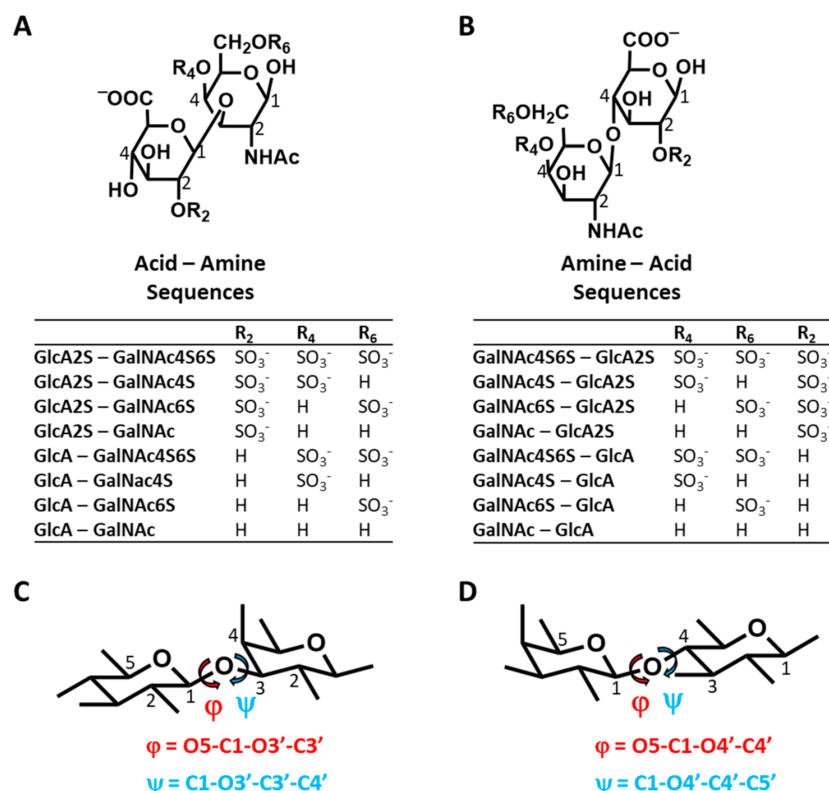 A
CH₂OR₆
R₄O
O
OH
4
O
1
⁻OOC
O
2
NHAc
4
OH
1
HO
2
OR₂
Acid – Amine
Sequences
R₂ R₄ R₆
GlcA2S – GalNAc4S6S SO₃⁻ SO₃⁻ SO₃⁻
GlcA2S – GalNAc4S SO₃⁻ SO₃⁻ H
GlcA2S – GalNAc6S SO₃⁻ H SO₃⁻
GlcA2S – GalNAc SO₃⁻ H H
GlcA – GalNAc4S6S H SO₃⁻ SO₃⁻
GlcA – GalNac4S H SO₃⁻ H
GlcA – GalNAc6S H H SO₃⁻
GlcA – GalNAc H H H
B
COO⁻
O
OH
4
OH
1
R₆OH₂C
O
2
R₄O
O
OR₂
4
OH
1
2
NHAc
Amine – Acid
Sequences
R₄ R₆ R₂
GalNAc4S6S – GlcA2S SO₃⁻ SO₃⁻ SO₃⁻
GalNAc4S – GlcA2S SO₃⁻ H SO₃⁻
GalNAc6S – GlcA2S H SO₃⁻ SO₃⁻
GalNAc – GlcA2S H H SO₃⁻
GalNAc4S6S – GlcA SO₃⁻ SO₃⁻ H
GalNAc4S – GlcA SO₃⁻ H H
GalNAc6S – GlcA H SO₃⁻ H
GalNAc – GlcA H H H
C
4
O
5
O
O
1
2
3
2
φ ψ
φ = O5-C1-O3’-C3’
ψ = C1-O3’-C3’-C4’
D
5
O
4
O
O
1
1
3
φ ψ
φ = O5-C1-O4’-C4’
ψ = C1-O4’-C4’-C5’